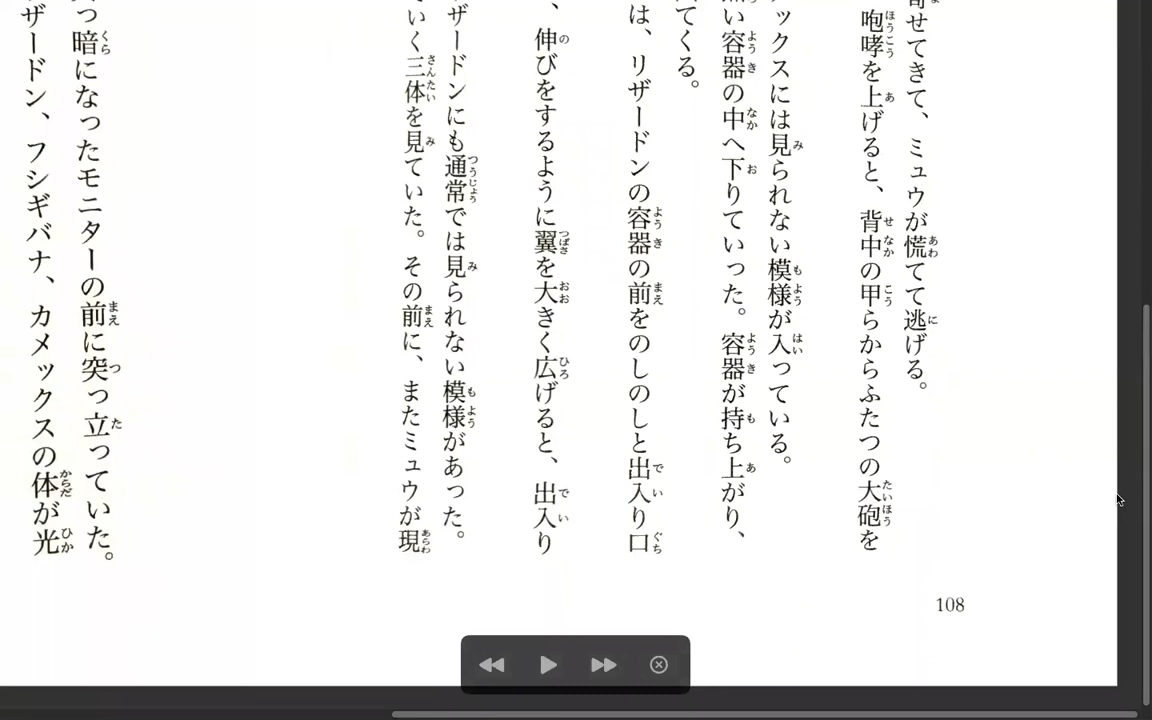 せてきて、ミュウが慌てて逃げる。
咆哮を上げると、背中の甲らからふたつの大砲を
ックスには見られない模様が入っている。
い容器の中へ下りていった。容器が持ち上がり、
てくる。
は、リザードンの容器の前をのしのしと出入り口
、伸びをするように翼を大きく広げると、出入り
ザードンにも通常では見られない模様があった。
いく三体を見ていた。その前に、またミュウが現
つ暗になったモニターの前に突っ立っていた。
ザードン、フシギバナ、カメックスの体が光
108